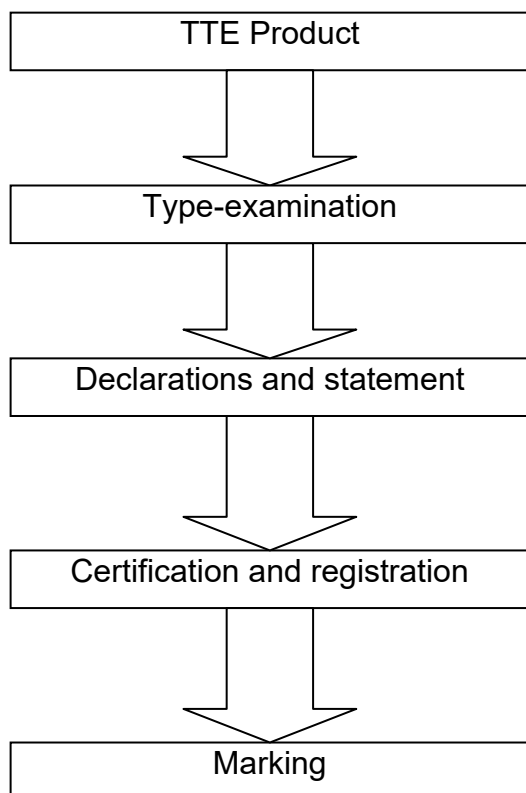 TTE Product
Type-examination
Declarations and statement
Certification and registration
Marking